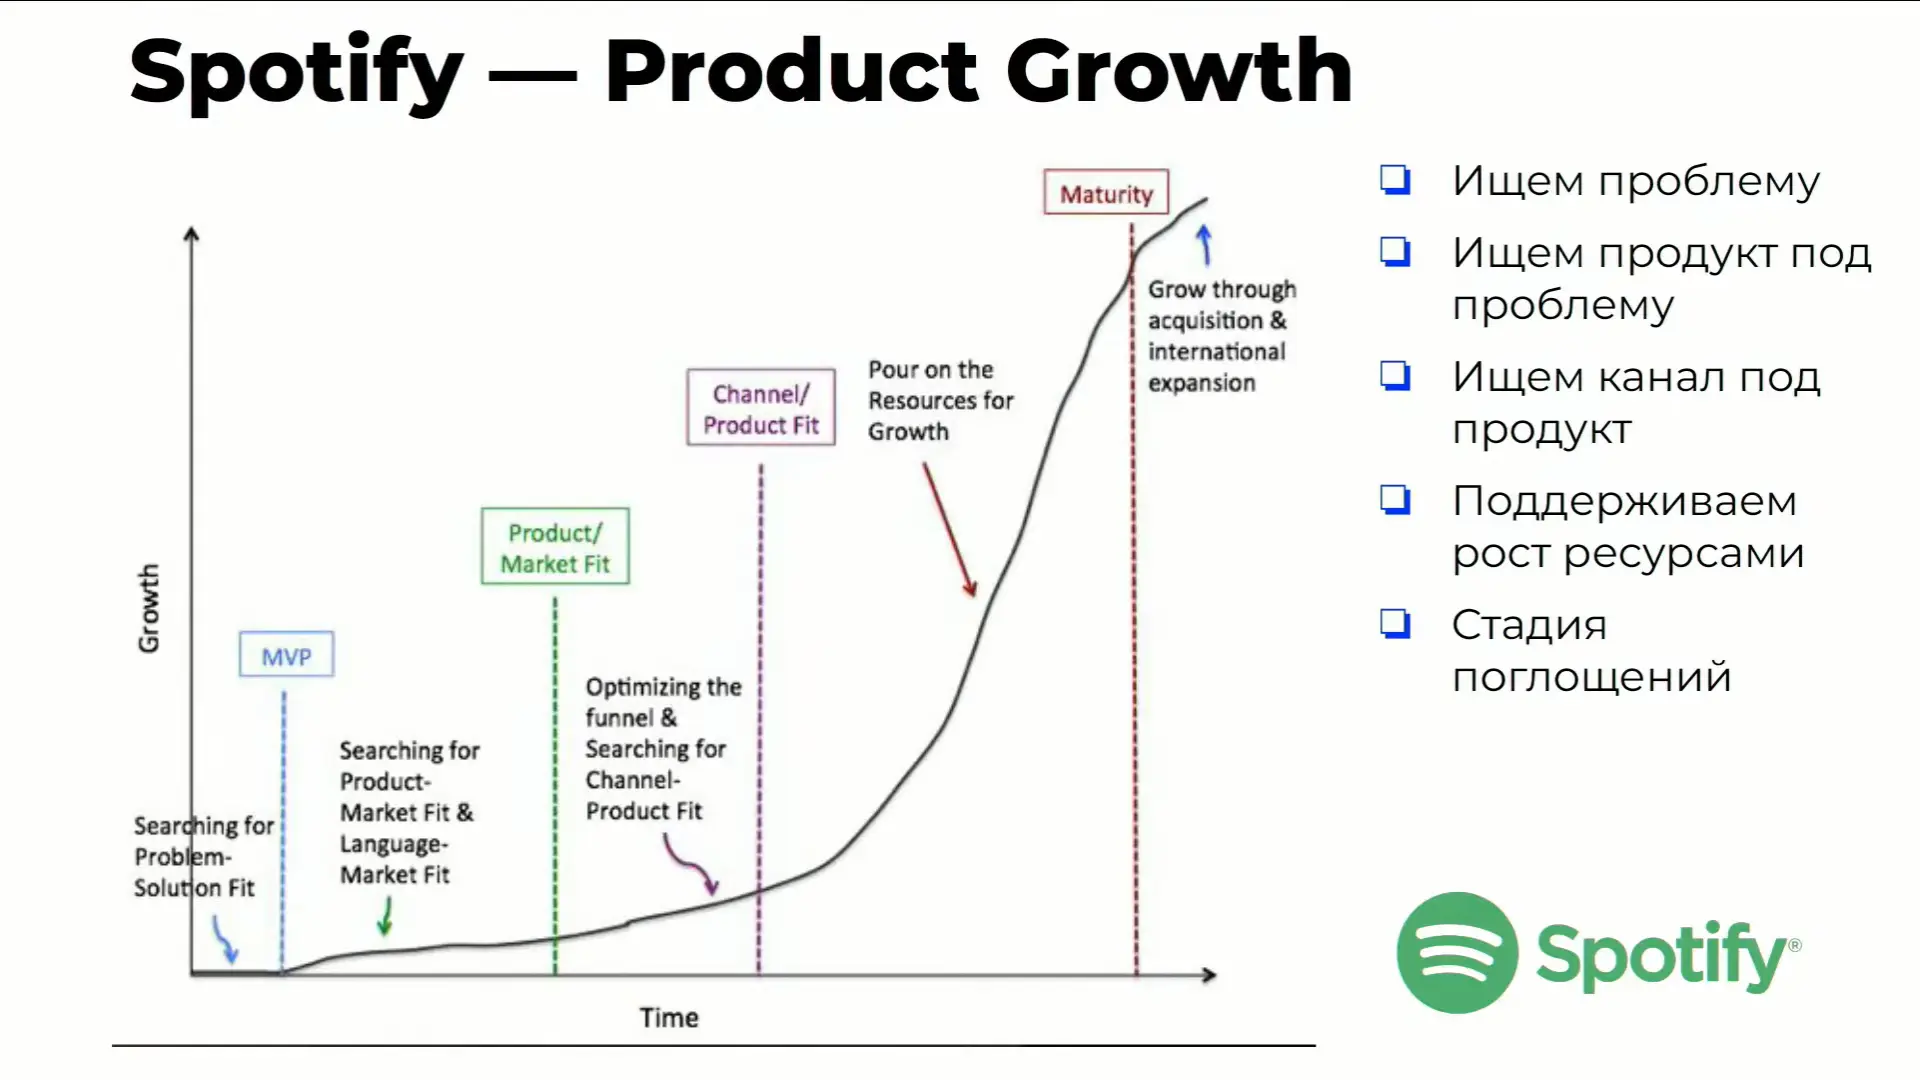 Spotify — Product Growth
Maturity
Grow through
acquisition &
international
expansion
Pour on the
Resources for
Growth
Channel/
Product Fit
Product/
Market Fit
MVP
Optimizing the
funnel &
Searching for
Channel-
Product Fit
Searching for
Product-
Market Fit &
Language-
Market Fit
Searching for
Problem-
Solution Fit
Growth
Time
Ищем проблему
Ищем продукт под
проблему
Ищем канал под
продукт
Поддерживаем
рост ресурсами
Стадия
поглощений
Spotify®